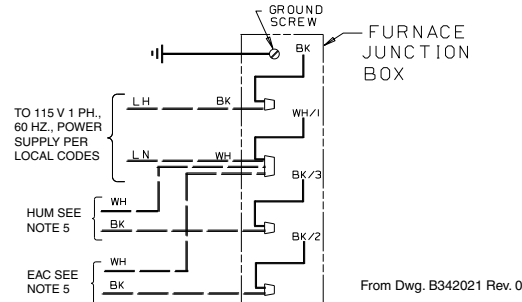 GROUND
SCREW
BK
FURNACE
JUNCTION
BOX
LH
BK
TO 115 V 1 PH.,
60 HZ., POWER
SUPPLY PER
LOCAL CODES
WH/1
LN
WH
BK/3
WH
HUM SEE
NOTE 5
BK
BK/2
WH
EAC SEE
NOTE 5
BK
From Dwg. B342021 Rev. 0